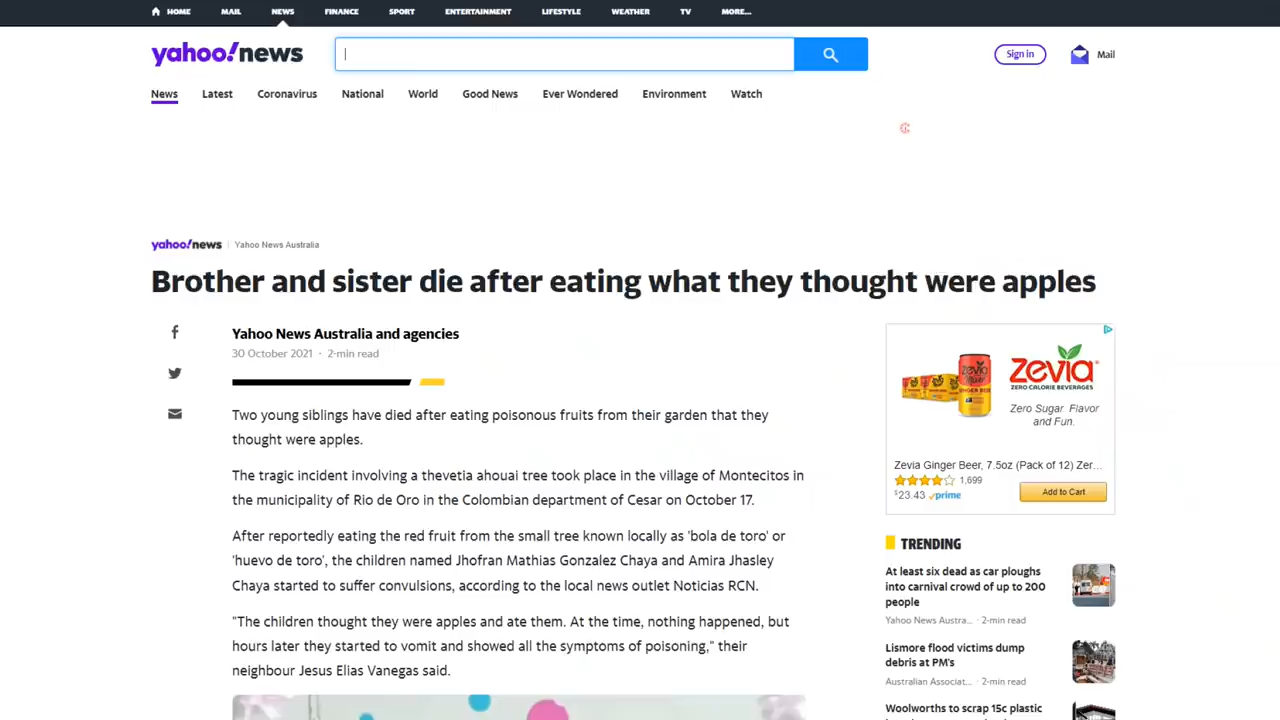 HOME MAIL NEWS FINANCE SPORT ENTERTAINMENT LIFESTYLE WEATHER TV MORE...
yahoo!news
Sign in
Mail
News Latest Coronavirus National World Good News Ever Wondered Environment Watch
yahoo!news Yahoo News Australia
Brother and sister die after eating what they thought were apples
Yahoo News Australia and agencies
30 October 2021 · 2-min read
Two young siblings have died after eating poisonous fruits from their garden that they
thought were apples.
The tragic incident involving a thevetia ahouai tree took place in the village of Montecitos in
the municipality of Rio de Oro in the Colombian department of Cesar on October 17.
After reportedly eating the red fruit from the small tree known locally as 'bola de toro' or
'huevo de toro', the children named Jhofran Mathias Gonzalez Chaya and Amira Jhasley
Chaya started to suffer convulsions, according to the local news outlet Noticias RCN.
"The children thought they were apples and ate them. At the time, nothing happened, but
hours later they started to vomit and showed all the symptoms of poisoning," their
neighbour Jesus Elias Vanegas said.
zevia
ZERO CALORIE BEVERAGES
Zero Sugar. Flavor
and Fun.
Zevia Ginger Beer, 7.5oz (Pack of 12) Zer...
1,699
$23.43 prime
Add to Cart
TRENDING
At least six dead as car ploughs
into carnival crowd of up to 200
people
Yahoo News Austra... · 2-min read
Lismore flood victims dump
debris at PM's
Australian Associat... · 2-min read
Woolworths to scrap 15c plastic